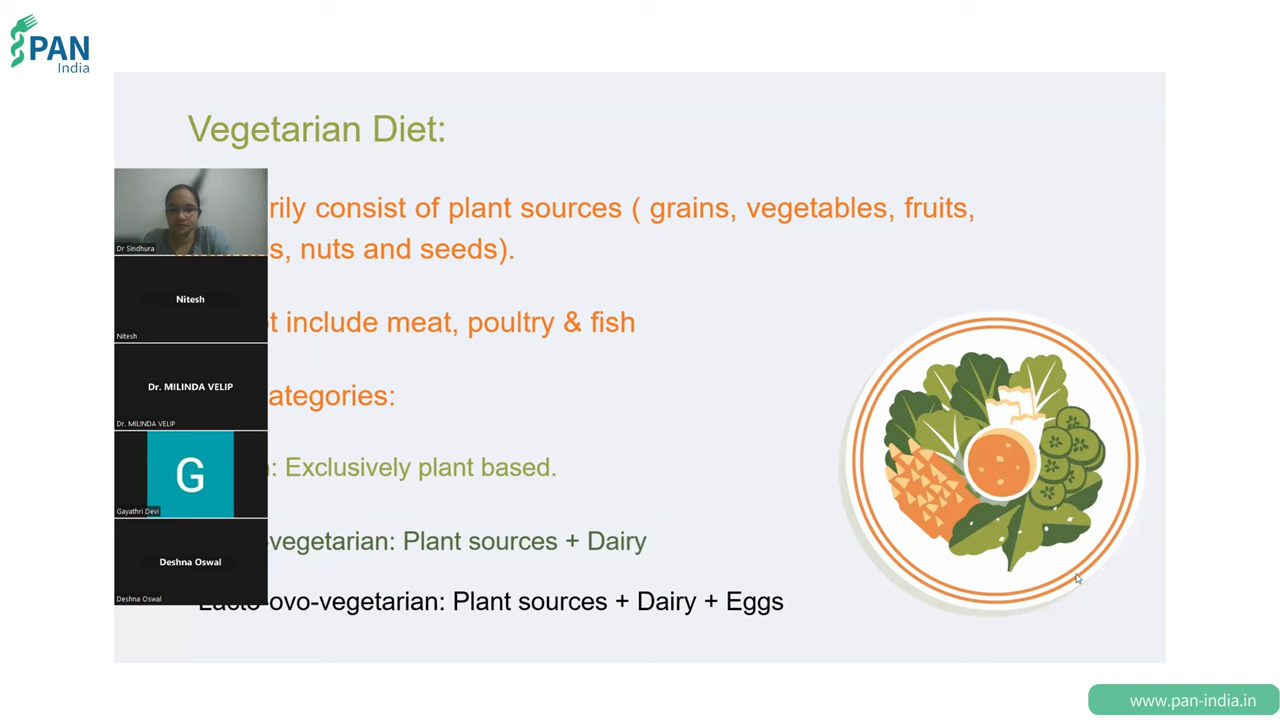 PAN
India
Vegetarian Diet:
rily consist of plant sources ( grains, vegetables, fruits,
s, nuts and seeds).
t include meat, poultry & fish
ategories:
: Exclusively plant based.
-vegetarian: Plant sources + Dairy
Lacto-ovo-vegetarian: Plant sources + Dairy + Eggs
Dr Sindhura
Nitesh
Nitesh
Dr. MILINDA VELIP
Dr. MILINDA VELIP
G
Gayathri Devi
Deshna Oswal
Deshna Oswal
www.pan-india.in